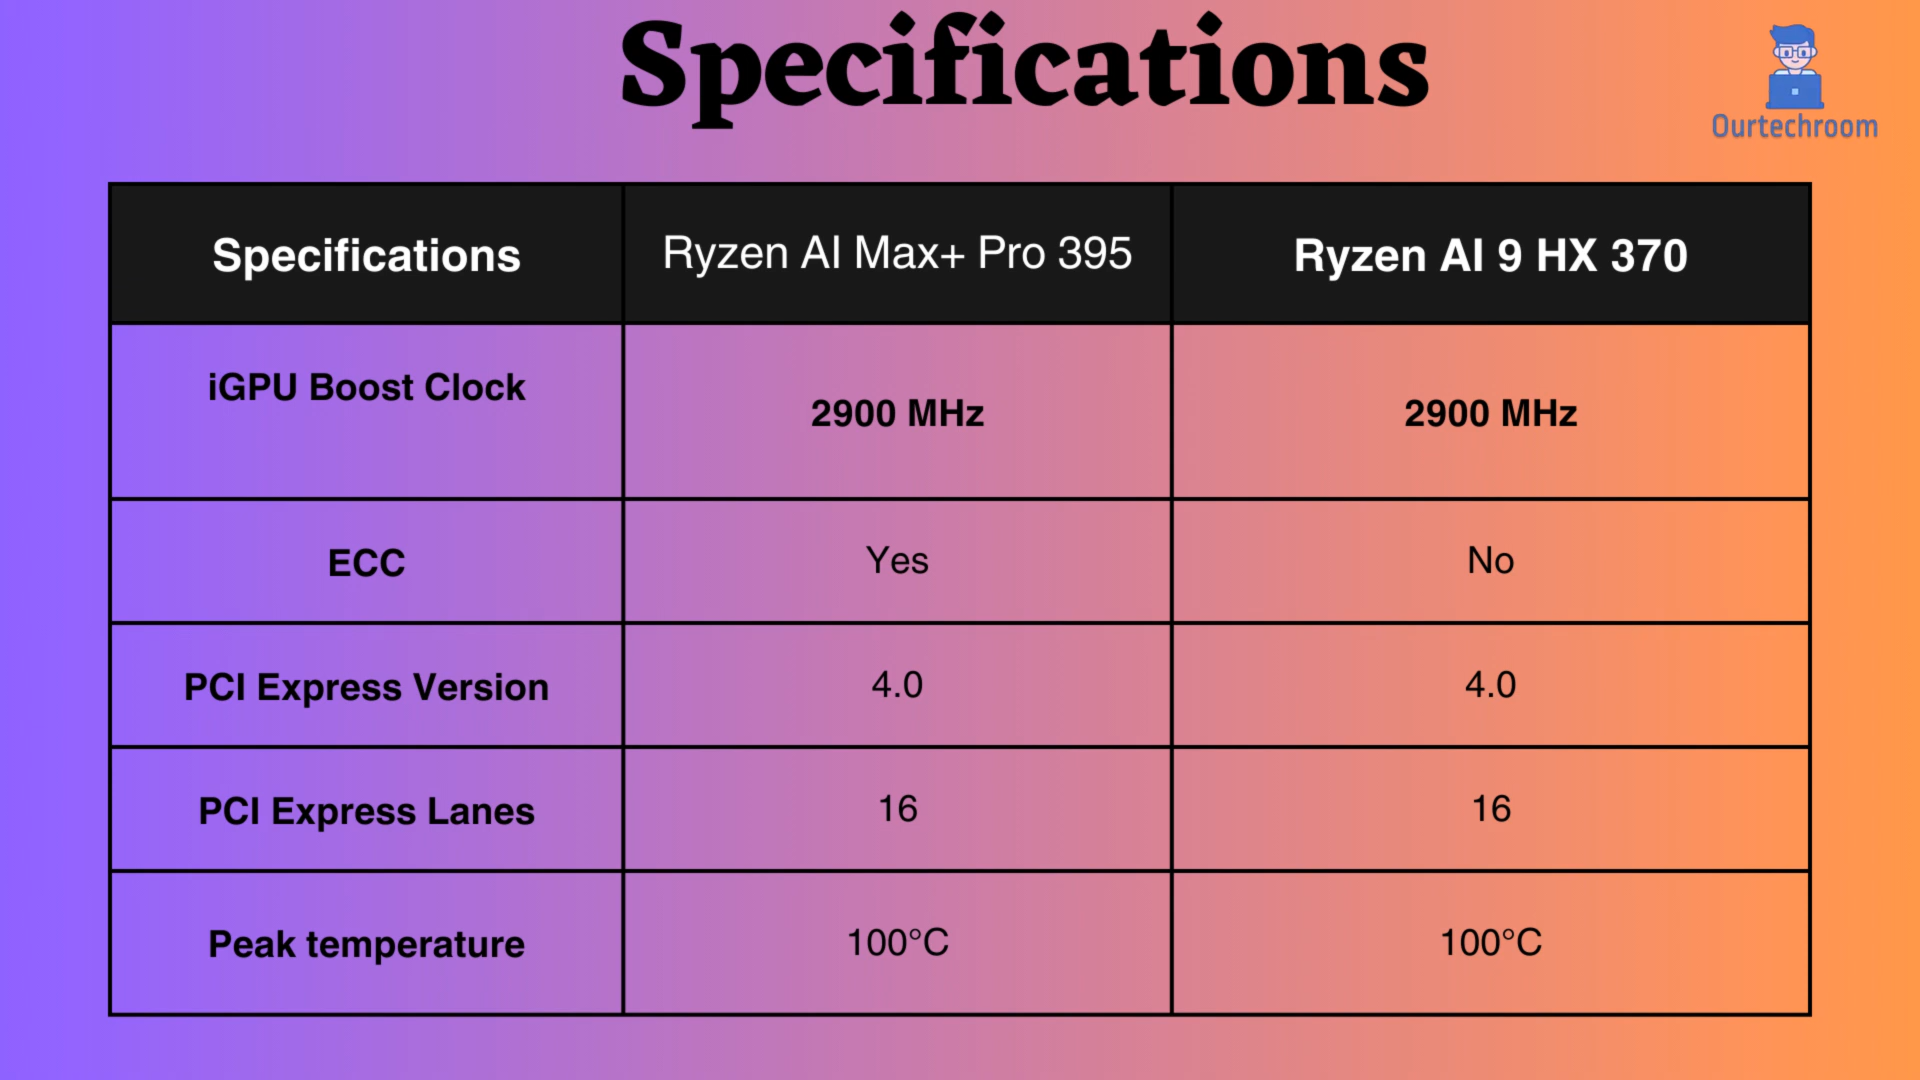 Specifications
Ourtechroom
Specifications Ryzen AI Max+ Pro 395 Ryzen AI 9 HX 370
iGPU Boost Clock 2900 MHz 2900 MHz
ECC Yes No
PCI Express Version 4.0 4.0
PCI Express Lanes 16 16
Peak temperature 100°C 100°C